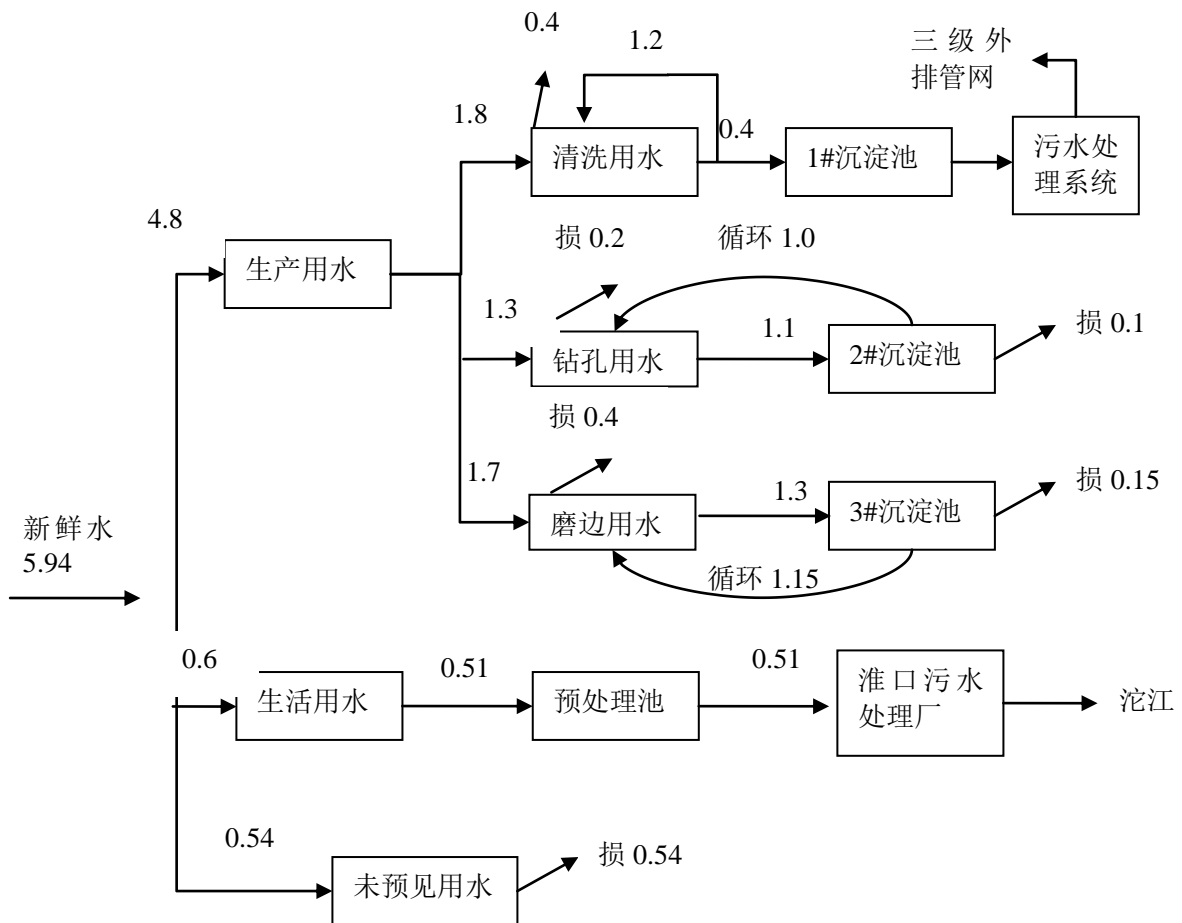 0.4
1.2
三级外
排管网
1.8
0.4
清洗用水
1#沉淀池
污水处
理系统
4.8
损 0.2
循环 1.0
生产用水
1.3
1.1
损 0.1
钻孔用水
2#沉淀池
损 0.4
1.7
1.3
损 0.15
磨边用水
3#沉淀池
新鲜水
5.94
循环 1.15
0.6
0.51
0.51
生活用水
预处理池
淮口污水
处理厂
沱江
0.54
损 0.54
未预见用水